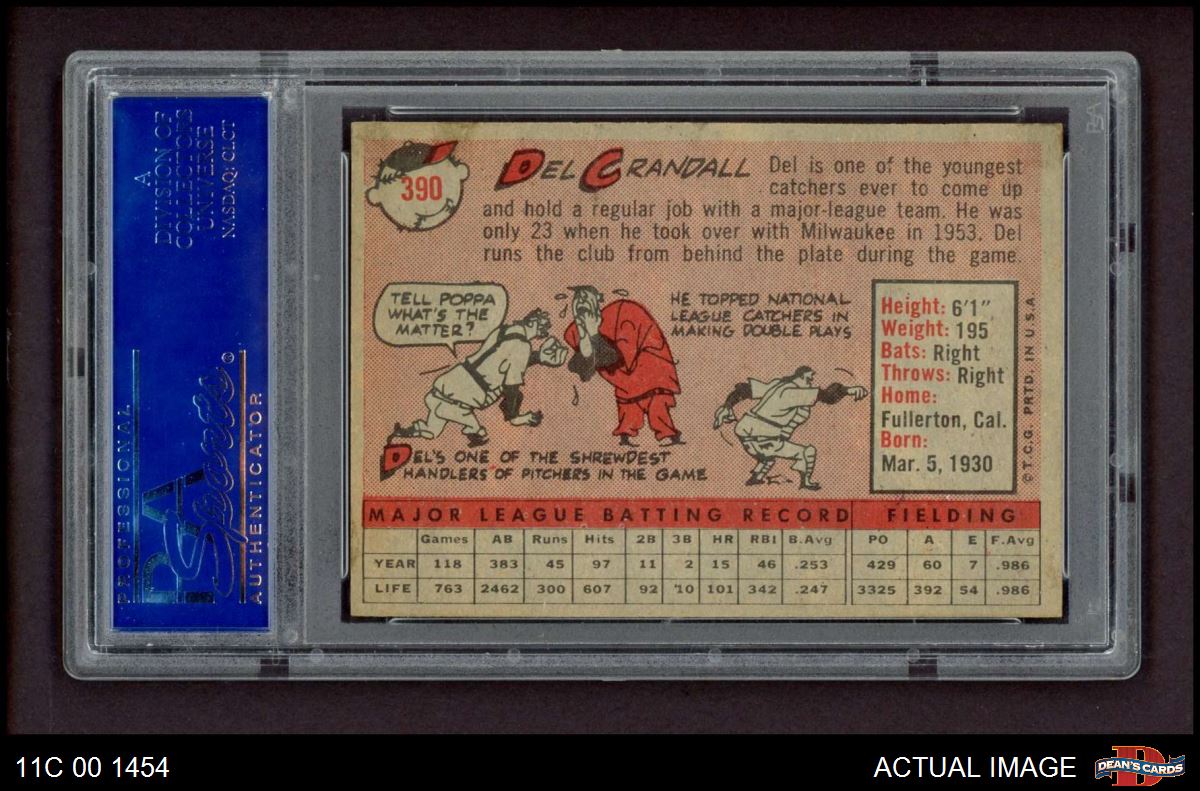 A
DIVISION OF
COLLECTORS
UNIVERSE
NASDAQ: CLCT
PROFESSIONAL
PSA
Sports®
AUTHENTICATOR
PSA
390
DEL CRANDALL Del is one of the youngest
catchers ever to come up
and hold a regular job with a major-league team. He was
only 23 when he took over with Milwaukee in 1953. Del
runs the club from behind the plate during the game.
TELL POPPA
WHAT'S THE
MATTER?
HE TOPPED NATIONAL
LEAGUE CATCHERS IN
MAKING DOUBLE PLAYS
DEL'S ONE OF THE SHREWDEST
HANDLERS OF PITCHERS IN THE GAME
Height: 6'1"
Weight: 195
Bats: Right
Throws: Right
Home:
Fullerton, Cal.
Born:
Mar. 5, 1930
©T.C.G. PRTD. IN U.S.A.
MAJOR LEAGUE BATTING RECORD FIELDING
Games AB Runs Hits 2B 3B HR RBI B.Avg PO A E F.Avg
YEAR 118 383 45 97 11 2 15 46 .253 429 60 7 .986
LIFE 763 2462 300 607 92 10 101 342 .247 3325 392 54 .986
11C 00 1454
ACTUAL IMAGE
D
DEAN'S CARDS